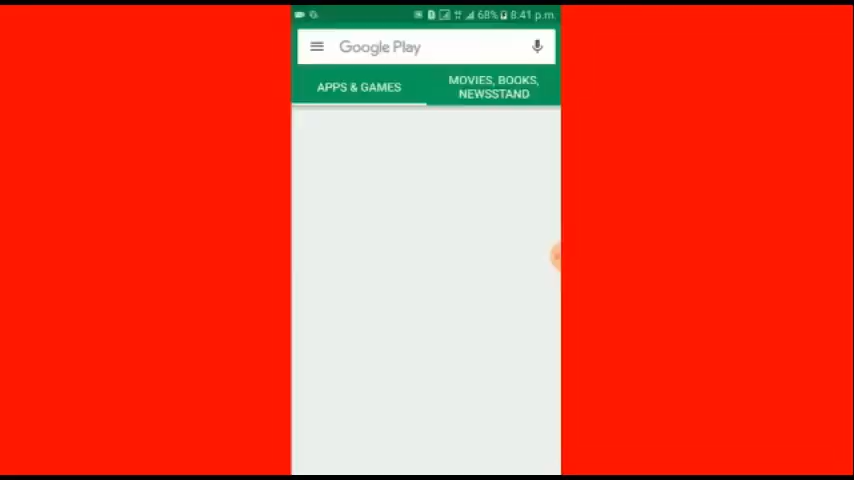 68% 8.41 p.m.
Google Play
APPS & GAMES
MOVIES, BOOKS,
NEWSSTAND